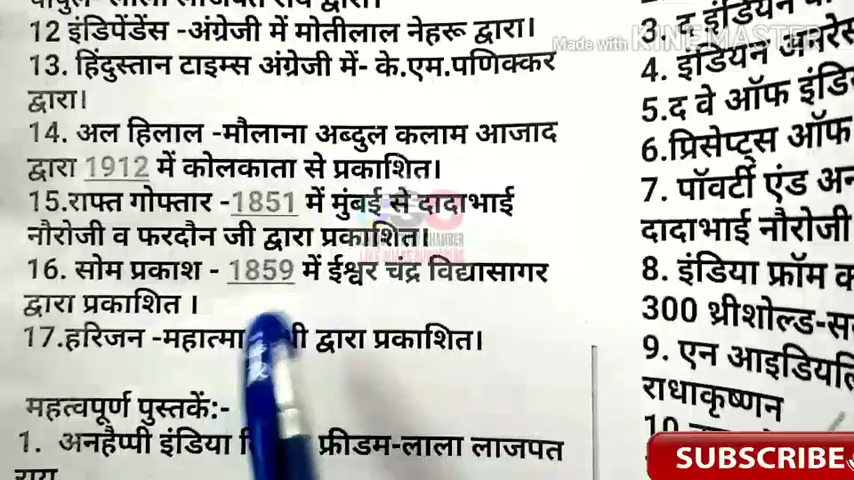 लाला लाजपत राय द्वारा।
12 इंडिपेंडेंस -अंग्रेजी में मोतीलाल नेहरू द्वारा।
13. हिंदुस्तान टाइम्स अंग्रेजी में- के.एम.पणिक्कर
द्वारा।
14. अल हिलाल -मौलाना अब्दुल कलाम आजाद
द्वारा 1912 में कोलकाता से प्रकाशित।
15.राफ्त गोफ्तार -1851 में मुंबई से दादाभाई
नौरोजी व फरदौन जी द्वारा प्रकाशित।
16. सोम प्रकाश - 1859 में ईश्वर चंद्र विद्यासागर
द्वारा प्रकाशित ।
17.हरिजन -महात्मा द्वारा प्रकाशित।
महत्वपूर्ण पुस्तकें:-
1. अनहैप्पी इंडिया फ्रीडम-लाला लाजपत
राय
3. द इंडियन
4. इंडियन
5.द वे ऑफ
6.प्रिसेप्ट्स ऑफ
7. पॉवर्टी एंड
दादाभाई नौरोजी
8. इंडिया फ्रॉम
300 थ्रीशोल्ड-
9. एन
राधाकृष्णन
10
Made with KINEMASTER
SUBSCRIBE